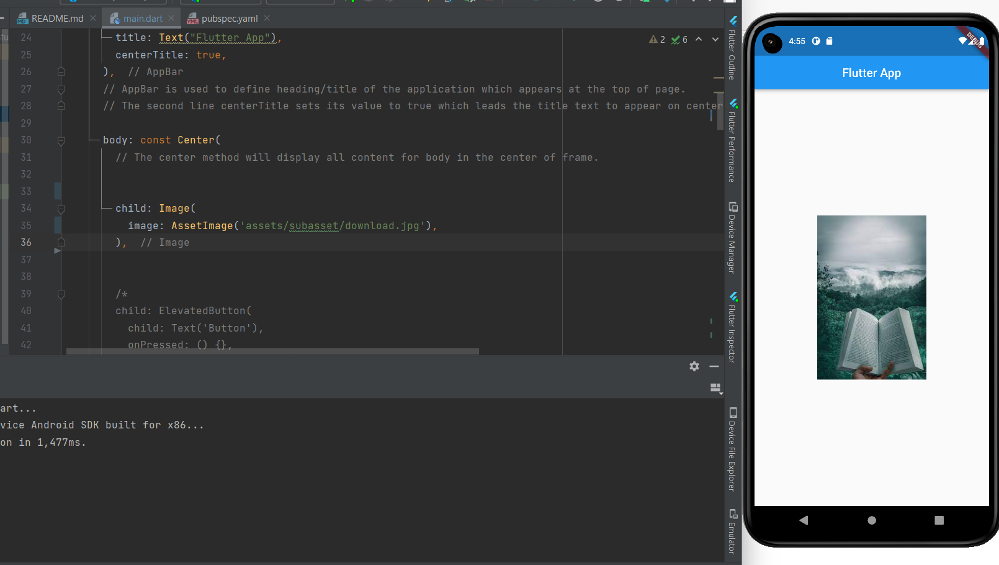 README.md
main.dart
pubspec.yaml
24 title: Text("Flutter App"),
25 centerTitle: true,
26 ), // AppBar
27 // AppBar is used to define heading/title of the application which appears at the top of page.
28 // The second line centerTitle sets its value to true which leads the title text to appear on center
29
30 body: const Center(
31 // The center method will display all content for body in the center of frame.
32
33
34 child: Image(
35 image: AssetImage('assets/subasset/download.jpg'),
36 ), // Image
37
38
39 /*
40 child: ElevatedButton(
41 child: Text('Button'),
42 onPressed: () {},
2
6
art...
vice Android SDK built for x86...
on in 1,477ms.
Flutter Outline
Flutter Performance
Device Manager
Flutter Inspector
Device File Explorer
Emulator
4:55
DEBUG
Flutter App